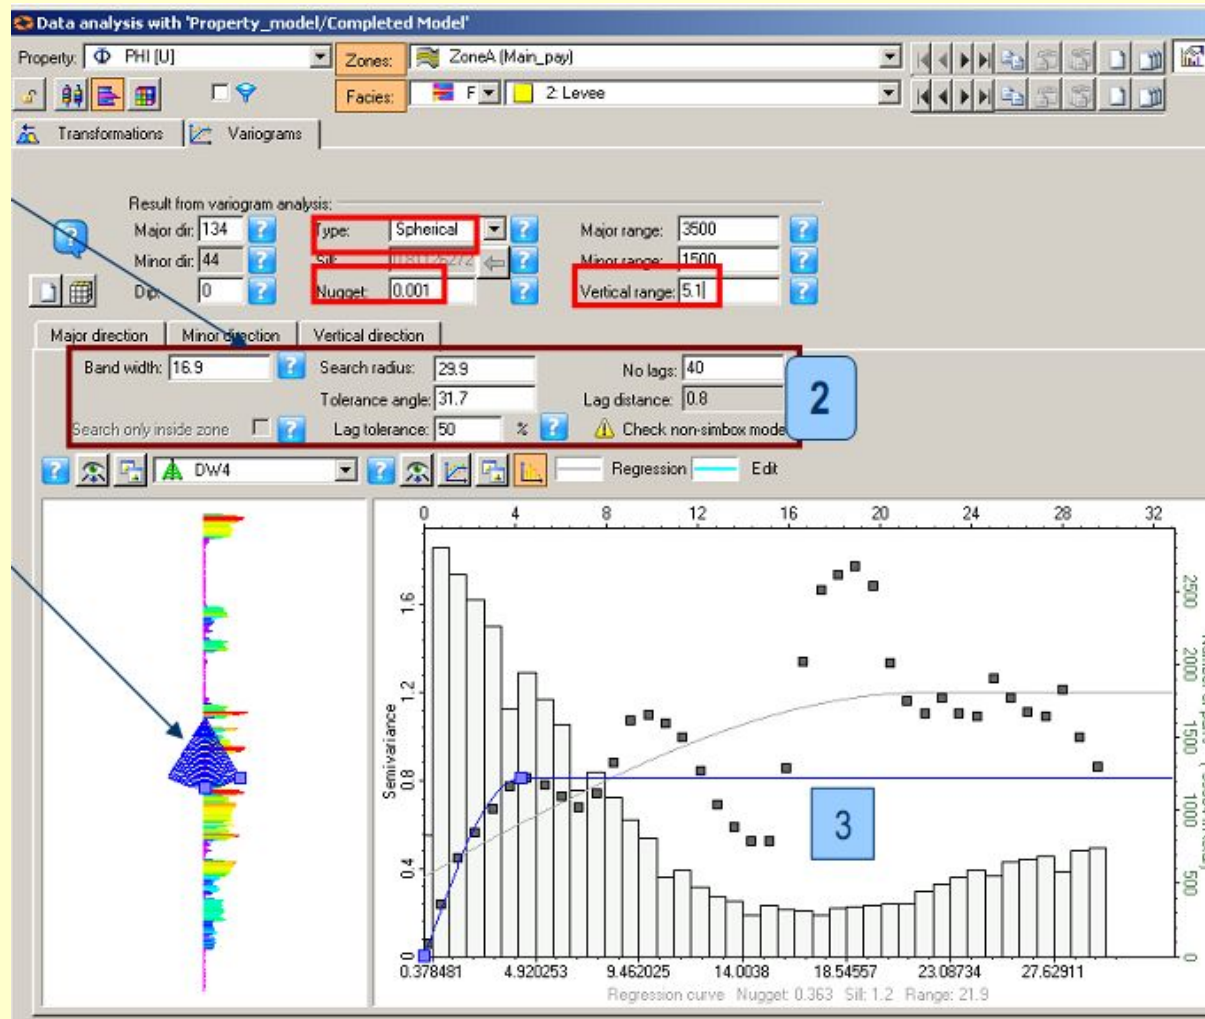 Data analysis with 'Property_model/Completed Model'
Property: Φ PHI [U] Zones: ZoneA (Main_pay)
Facies: F 2: Levee
Transformations Variograms
Result from variogram analysis:
Major dir: 134 ? Type: Spherical ? Major range: 3500 ?
Minor dir: 44 ? Sill: 0.81126272 ? Minor range: 1500 ?
Dip: 0 ? Nugget: 0.001 ? Vertical range: 5.1 ?
Major direction Minor direction Vertical direction
Band width: 16.9 ? Search radius: 29.9 No lags: 40
Tolerance angle: 31.7 Lag distance: 0.8
Search only inside zone ? Lag tolerance: 50 % ? Check non-simbox mode
2
? DW4 ? Regression Edit
0 4 8 12 16 20 24 28 32
1.6
1.2
0.8
0.4
0
Semivariance
2500
2000
1500
1000
500
0
3
0.378481 4.920253 9.462025 14.0038 18.54557 23.08734 27.62911
Regression curve Nugget: 0.363 Sill: 1.2 Range: 21.9